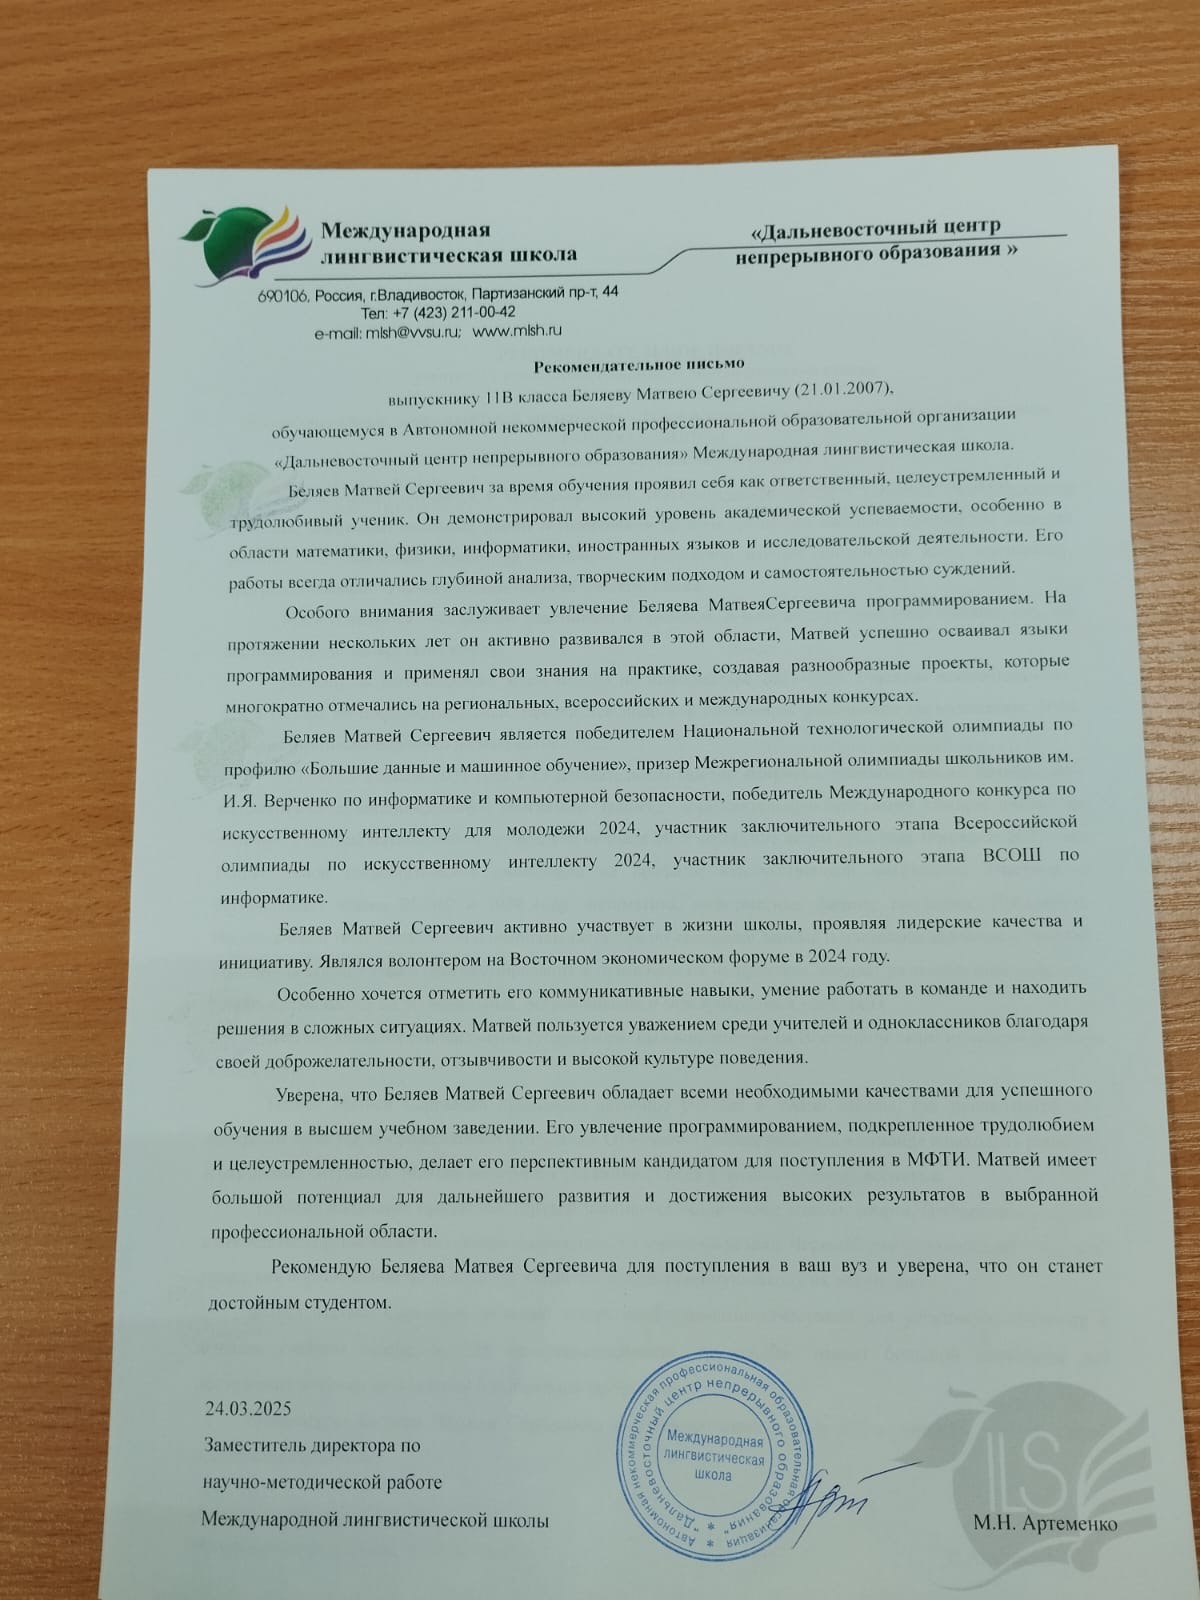 Международная
лингвистическая школа
«Дальневосточный центр
непрерывного образования »
690106, Россия, г.Владивосток, Партизанский пр-т, 44
Тел: +7 (423) 211-00-42
e-mail: mlsh@vvsu.ru; www.mlsh.ru
Рекомендательное письмо
выпускнику 11В класса Беляеву Матвею Сергеевичу (21.01.2007),
обучающемуся в Автономной некоммерческой профессиональной образовательной организации
«Дальневосточный центр непрерывного образования» Международная лингвистическая школа.
Беляев Матвей Сергеевич за время обучения проявил себя как ответственный, целеустремленный и
трудолюбивый ученик. Он демонстрировал высокий уровень академической успеваемости, особенно в
области математики, физики, информатики, иностранных языков и исследовательской деятельности. Его
работы всегда отличались глубиной анализа, творческим подходом и самостоятельностью суждений.
Особого внимания заслуживает увлечение Беляева МатвеяСергеевича программированием. На
протяжении нескольких лет он активно развивался в этой области, Матвей успешно осваивал языки
программирования и применял свои знания на практике, создавая разнообразные проекты, которые
многократно отмечались на региональных, всероссийских и международных конкурсах.
Беляев Матвей Сергеевич является победителем Национальной технологической олимпиады по
профилю «Большие данные и машинное обучение», призер Межрегиональной олимпиады школьников им.
И.Я. Верченко по информатике и компьютерной безопасности, победитель Международного конкурса по
искусственному интеллекту для молодежи 2024, участник заключительного этапа Всероссийской
олимпиады по искусственному интеллекту 2024, участник заключительного этапа ВСОШ по
информатике.
Беляев Матвей Сергеевич активно участвует в жизни школы, проявляя лидерские качества и
инициативу. Являлся волонтером на Восточном экономическом форуме в 2024 году.
Особенно хочется отметить его коммуникативные навыки, умение работать в команде и находить
решения в сложных ситуациях. Матвей пользуется уважением среди учителей и одноклассников благодаря
своей доброжелательности, отзывчивости и высокой культуре поведения.
Уверена, что Беляев Матвей Сергеевич обладает всеми необходимыми качествами для успешного
обучения в высшем учебном заведении. Его увлечение программированием, подкрепленное трудолюбием
и целеустремленностью, делает его перспективным кандидатом для поступления в МФТИ. Матвей имеет
большой потенциал для дальнейшего развития и достижения высоких результатов в выбранной
профессиональной области.
Рекомендую Беляева Матвея Сергеевича для поступления в ваш вуз и уверена, что он станет
достойным студентом.
24.03.2025
Заместитель директора по
научно-методической работе
Международной лингвистической школы
Автономная некоммерческая профессиональная образовательная организация
"Дальневосточный центр непрерывного образования"
Международная
лингвистическая
школа
ILS
М.Н. Артеменко